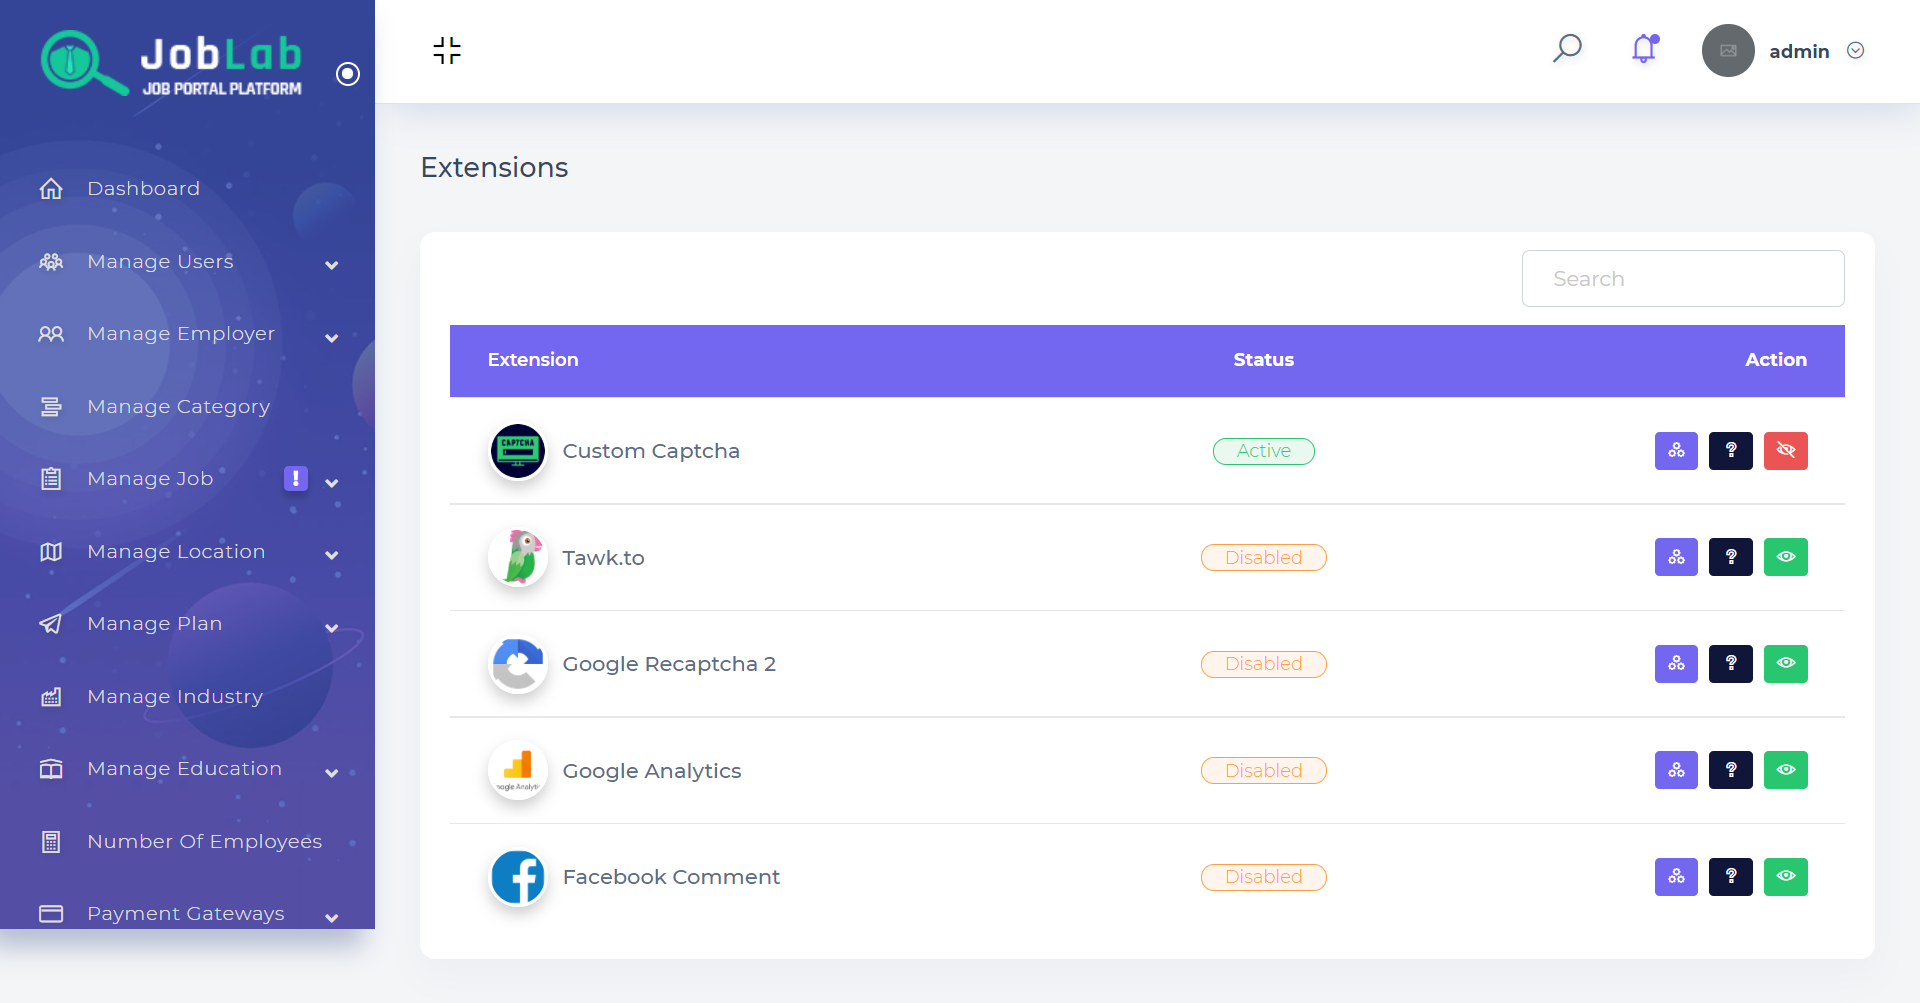 JobLab
JOB PORTAL PLATFORM
admin
Dashboard
Manage Users
Manage Employer
Manage Category
Manage Job
!
Manage Location
Manage Plan
Manage Industry
Manage Education
Number Of Employees
Payment Gateways
Extensions
Search
Extension Status Action
CAPTCHA
Custom Captcha Active ?
Tawk.to Disabled ?
Google Recaptcha 2 Disabled ?
Google Analytics Disabled ?
Facebook Comment Disabled ?